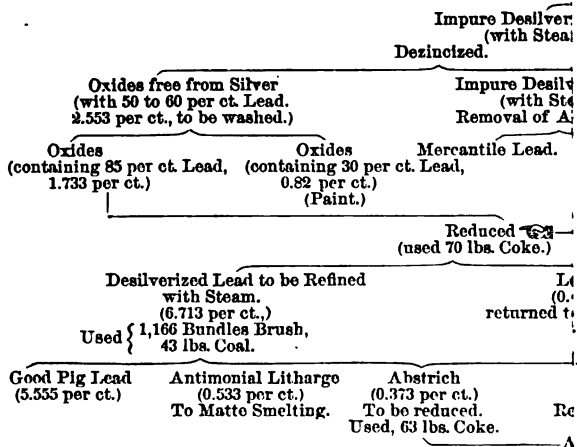 Impure Desilver
(with Stea
Dezincized.
Oxides free from Silver
(with 50 to 60 per ct. Lead.
2.553 per ct., to be washed.)
Impure Desilv
(with St
Removal of A
Oxides
(containing 85 per ct. Lead,
1.733 per ct.)
Oxides
(containing 30 per ct. Lead,
0.82 per ct.)
(Paint.)
Mercantile Lead.
Reduced
(used 70 lbs. Coke.)
Desilverized Lead to be Refined
with Steam.
(6.713 per ct.,)
Used { 1,166 Bundles Brush,
43 lbs. Coal.
L
(0.
returned t
Good Pig Lead
(5.555 per ct.)
Antimonial Litharge
(0.533 per ct.)
To Matte Smelting.
Abstrich
(0.373 per ct.)
To be reduced.
Used, 63 lbs. Coke.
Re
A